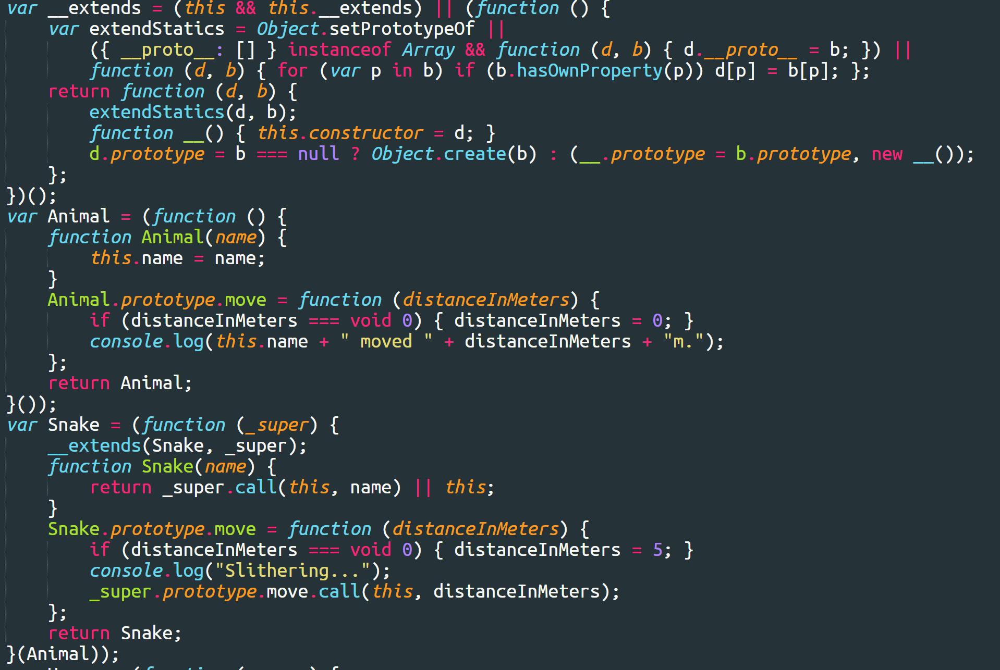 var __extends = (this && this.__extends) || (function () {
    var extendStatics = Object.setPrototypeOf ||
        ({ __proto__: [] } instanceof Array && function (d, b) { d.__proto__ = b; }) ||
        function (d, b) { for (var p in b) if (b.hasOwnProperty(p)) d[p] = b[p]; };
    return function (d, b) {
        extendStatics(d, b);
        function __() { this.constructor = d; }
        d.prototype = b === null ? Object.create(b) : (__.prototype = b.prototype, new __());
    };
})();
var Animal = (function () {
    function Animal(name) {
        this.name = name;
    }
    Animal.prototype.move = function (distanceInMeters) {
        if (distanceInMeters === void 0) { distanceInMeters = 0; }
        console.log(this.name + " moved " + distanceInMeters + "m.");
    };
    return Animal;
}());
var Snake = (function (_super) {
    __extends(Snake, _super);
    function Snake(name) {
        return _super.call(this, name) || this;
    }
    Snake.prototype.move = function (distanceInMeters) {
        if (distanceInMeters === void 0) { distanceInMeters = 5; }
        console.log("Slithering...");
        _super.prototype.move.call(this, distanceInMeters);
    };
    return Snake;
}(Animal));